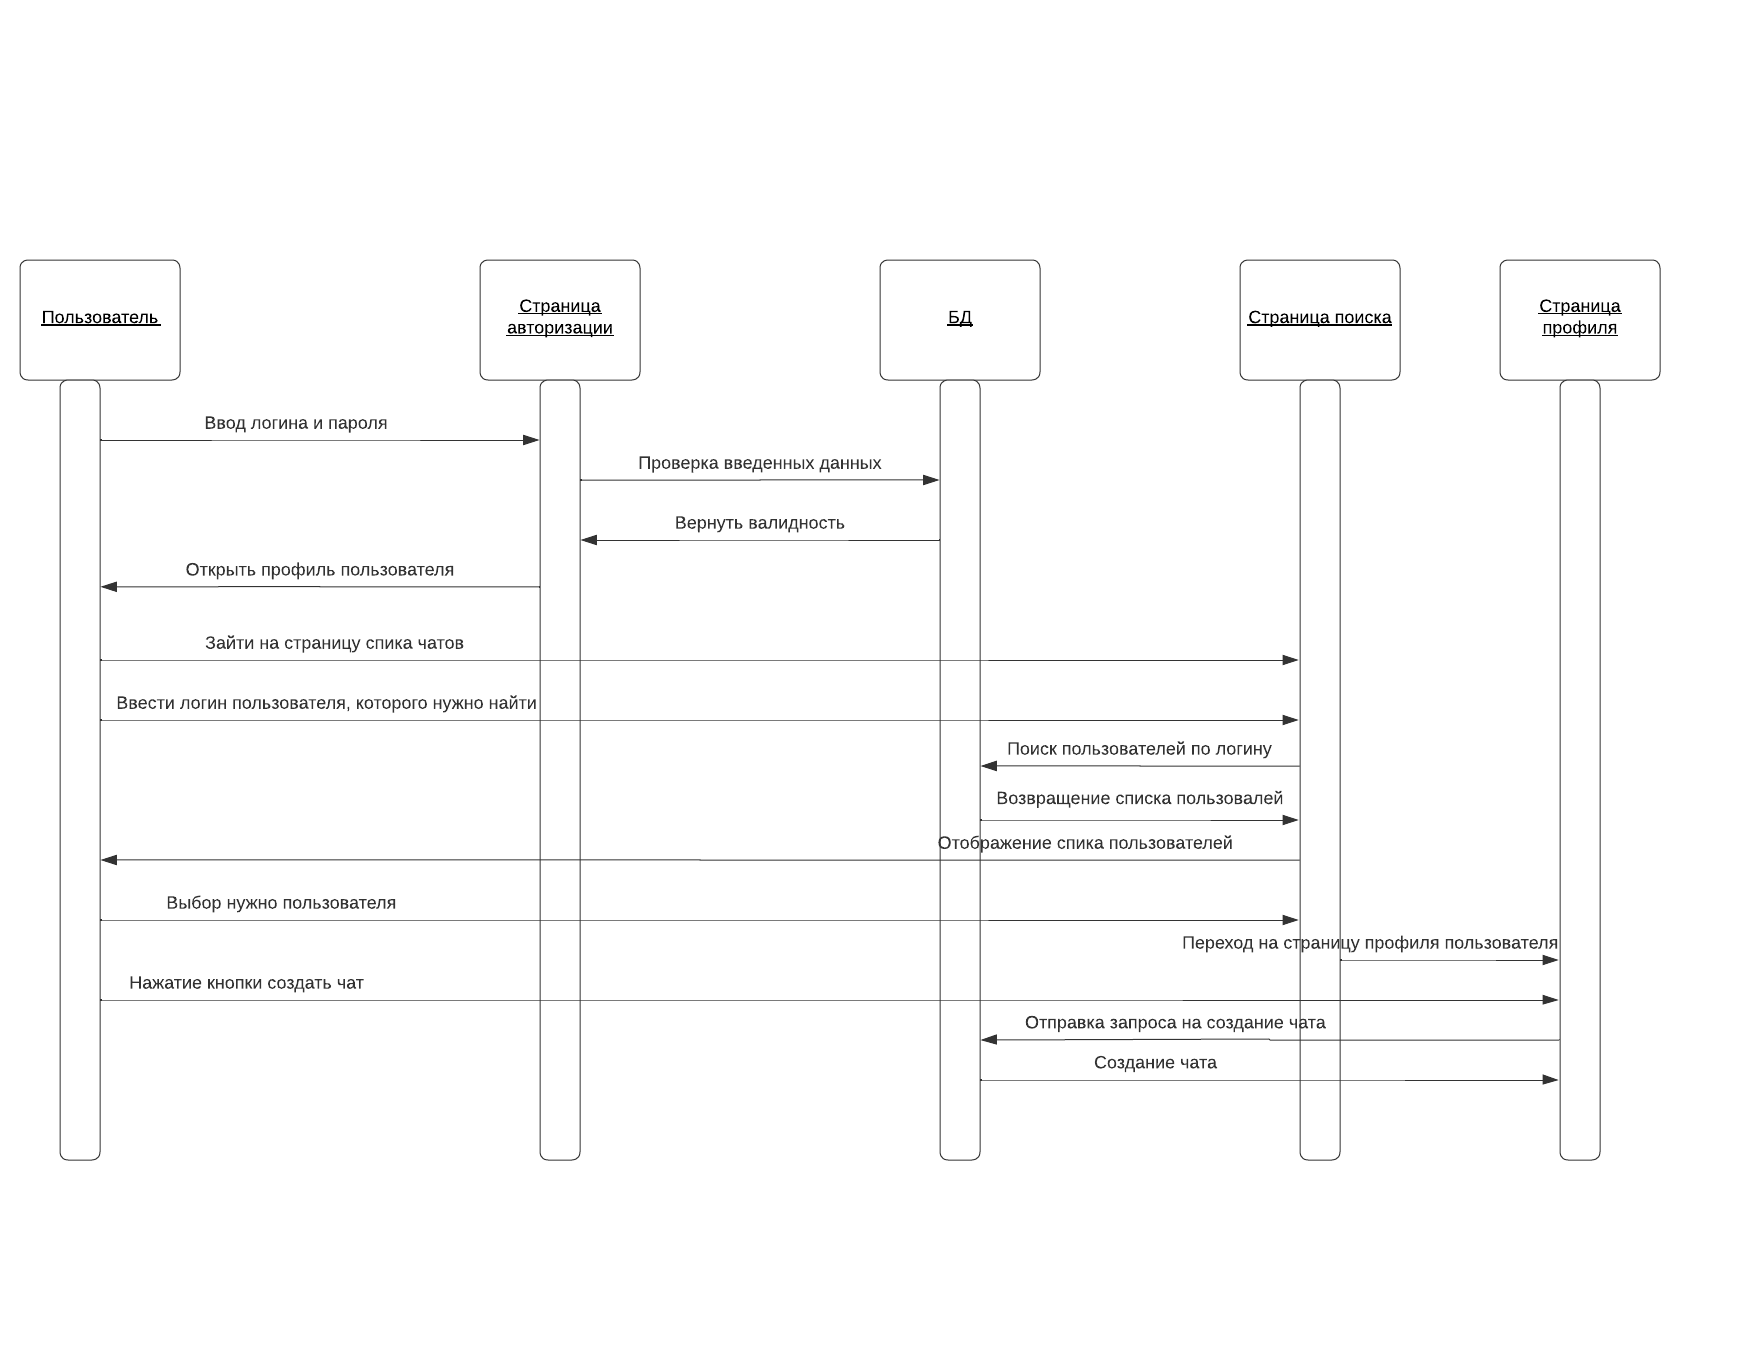 Пользователь
Страница
авторизации
БД
Страница поиска
Страница
профиля
Ввод логина и пароля
Проверка введенных данных
Вернуть валидность
Открыть профиль пользователя
Зайти на страницу спика чатов
Ввести логин пользователя, которого нужно найти
Поиск пользователей по логину
Возвращение списка пользовалей
Отображение спика пользователей
Выбор нужно пользователя
Переход на страницу профиля пользователя
Нажатие кнопки создать чат
Отправка запроса на создание чата
Создание чата